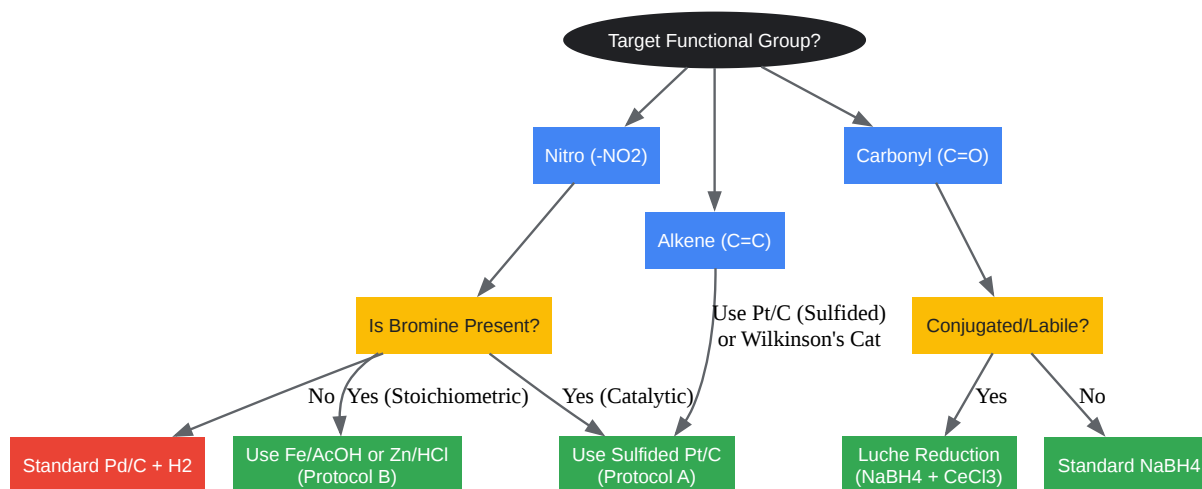 Target Functional Group?
Nitro (-NO2)
Carbonyl (C=O)
Alkene (C=C)
Use Pt/C (Sulfided)
or Wilkinson's Cat
Is Bromine Present?
Conjugated/Labile?
No
Yes (Stoichiometric)
Yes (Catalytic)
Yes
No
Standard Pd/C + H2
Use Fe/AcOH or Zn/HCl
(Protocol B)
Use Sulfided Pt/C
(Protocol A)
Luche Reduction
(NaBH4 + CeCl3)
Standard NaBH4